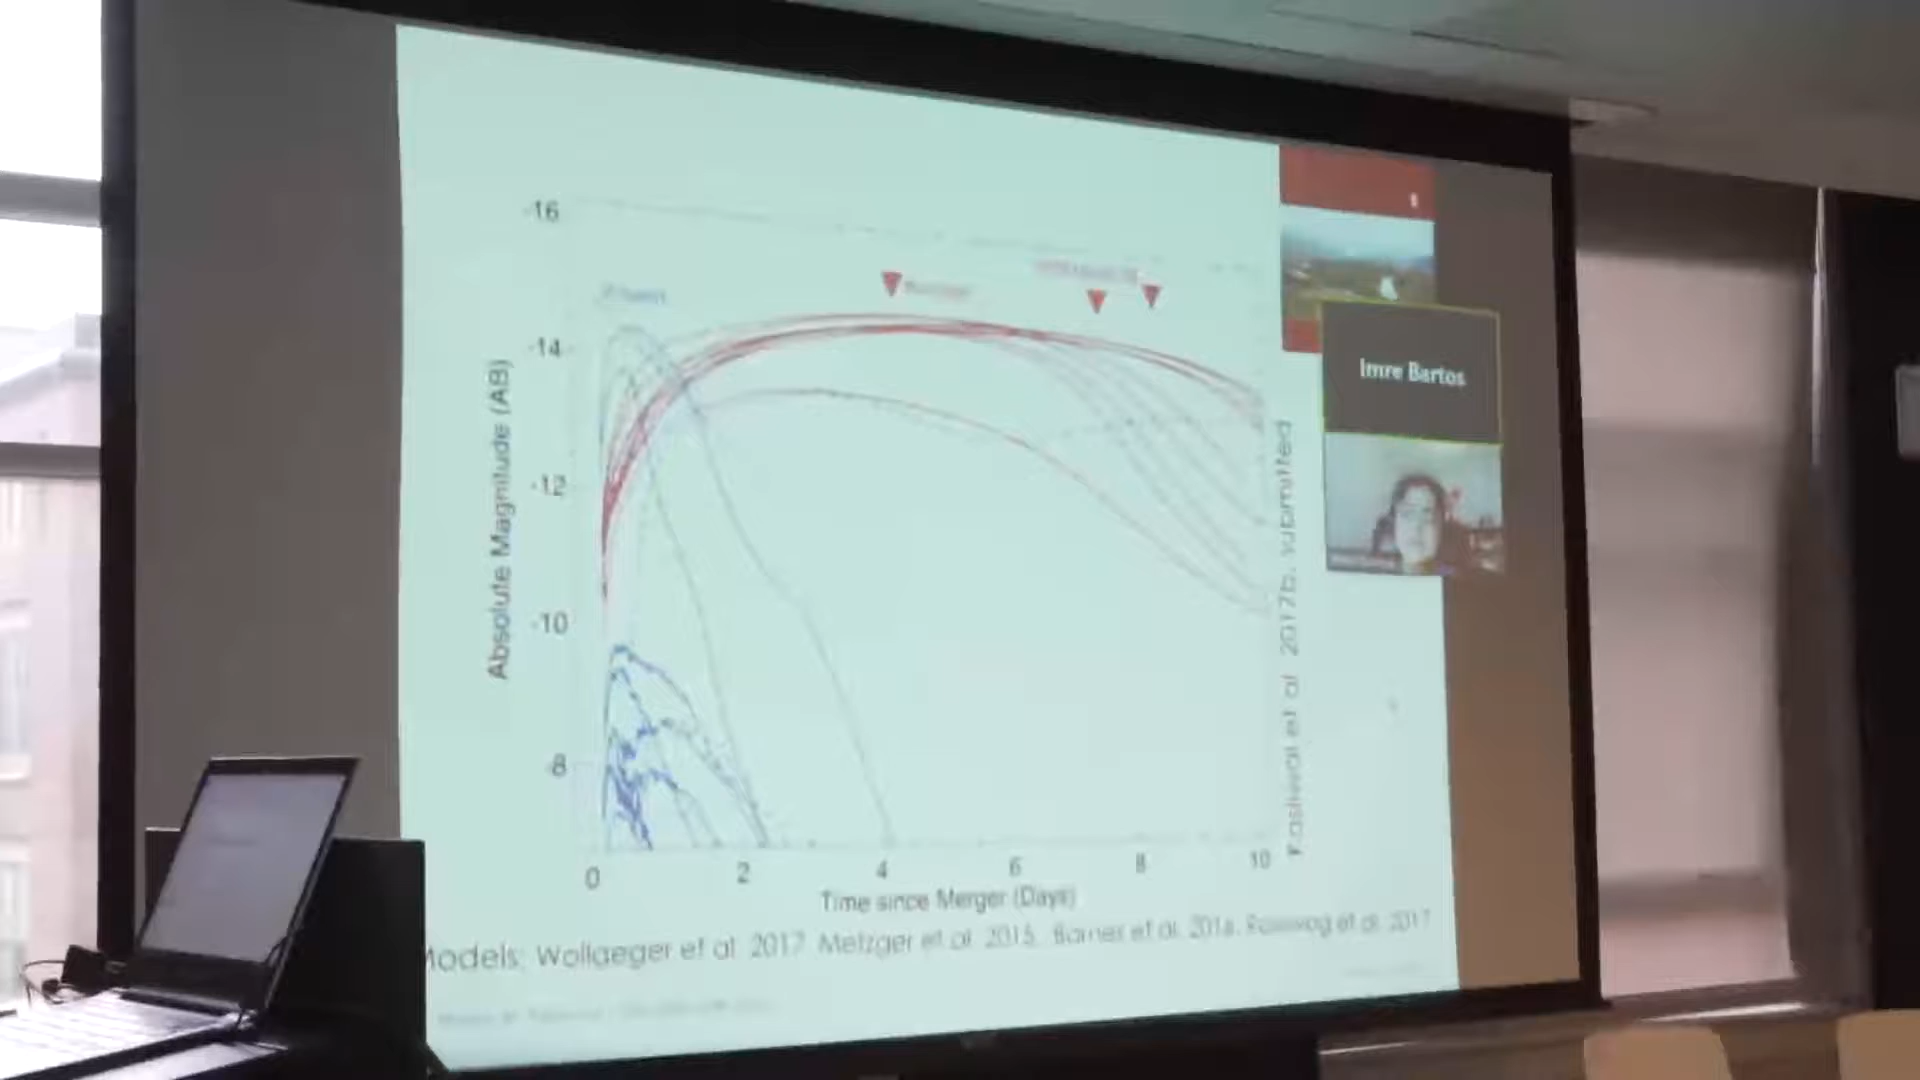 -16
-14
-12
-10
-8
Absolute Magnitude (AB)
0 2 4 6 8 10
Time since Merger (Days)
Kasliwal et al. 2017b, submitted
Models: Wollaeger et al. 2017, Metzger et al. 2015, Barnes et al. 2016, Rosswog et al. 2017
Imre Bartos